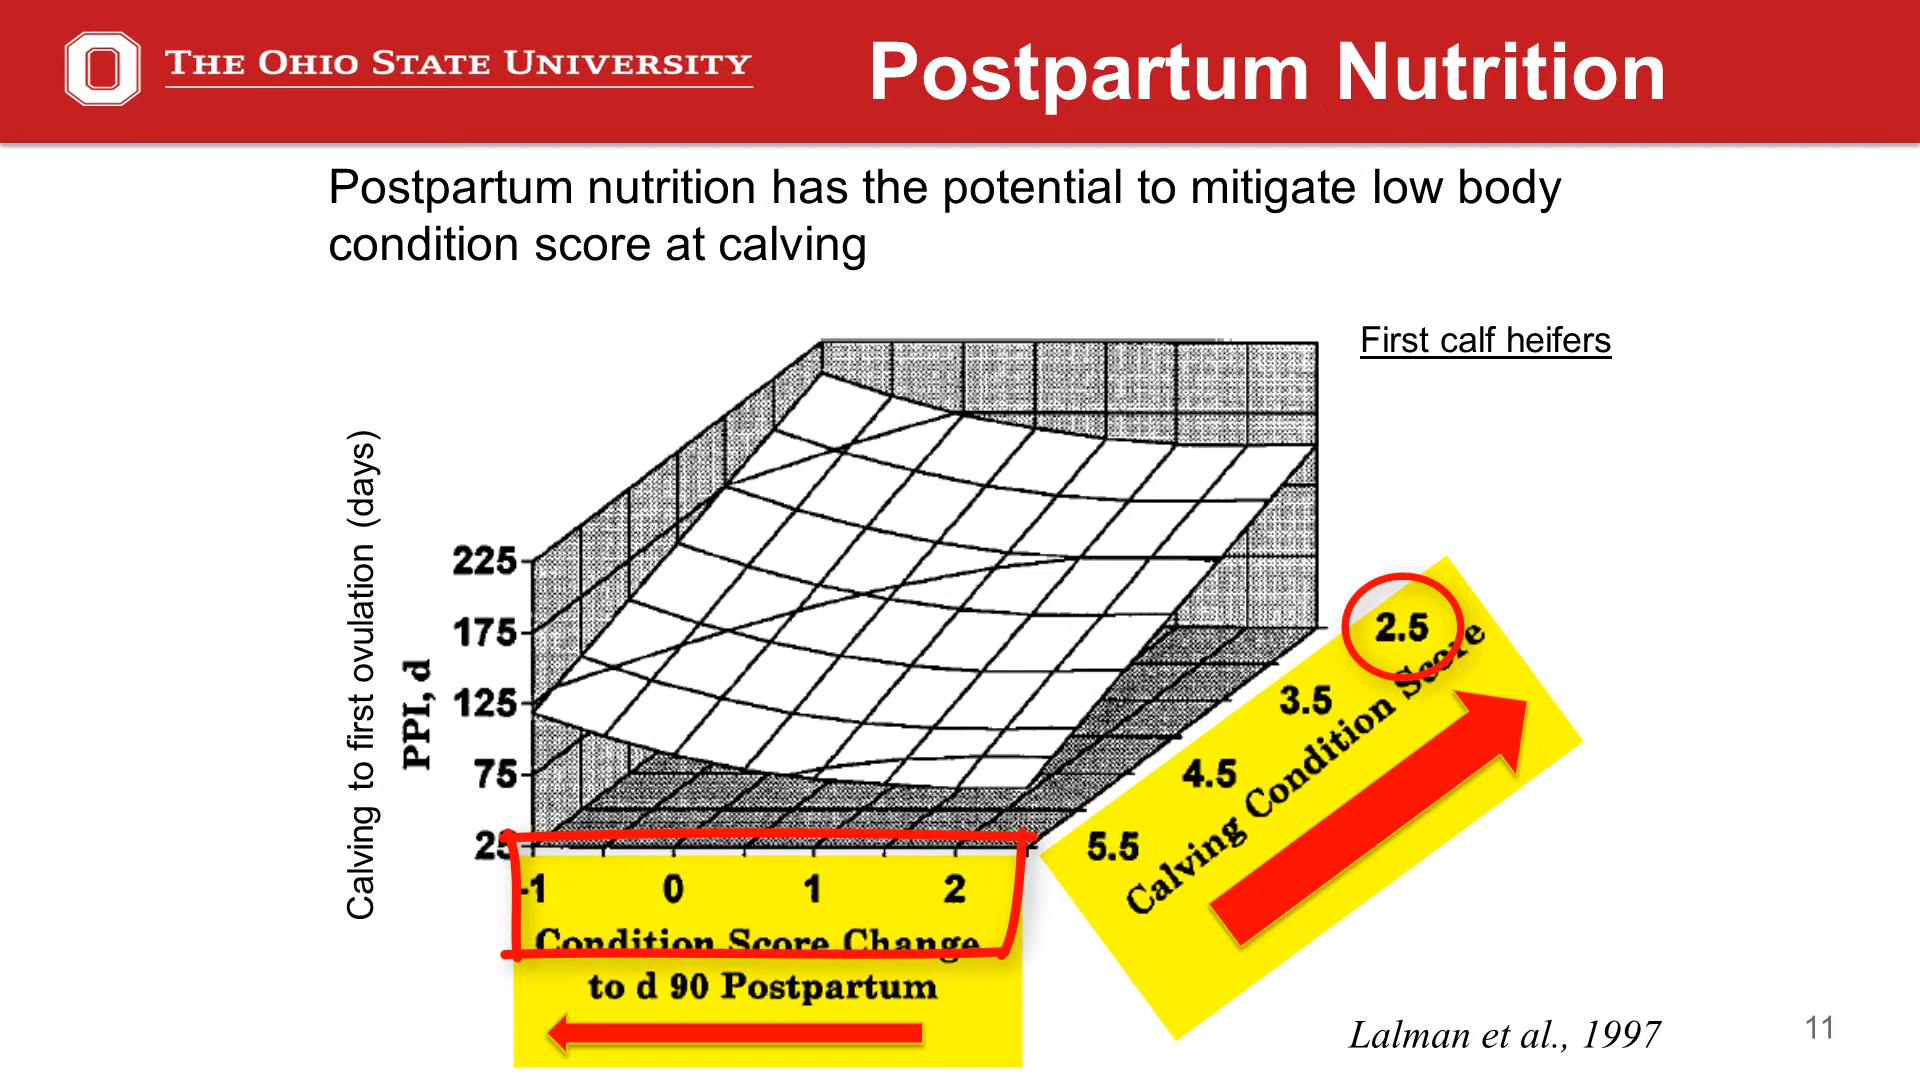 THE OHIO STATE UNIVERSITY
Postpartum Nutrition
Postpartum nutrition has the potential to mitigate low body
condition score at calving
First calf heifers
Calving to first ovulation (days)
PPI, d
225
175
125
75
25
-1 0 1 2
Condition Score Change
to d 90 Postpartum
2.5
3.5
4.5
5.5
Calving Condition Score
Lalman et al., 1997
11